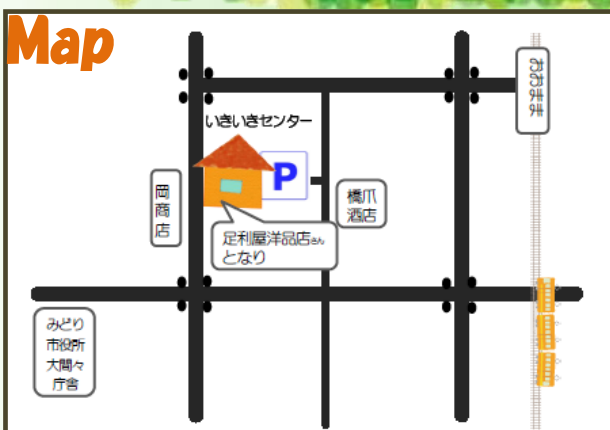 Map
おおまま
いきいきセンター
P
岡
商
店
橋爪
酒店
足利屋洋品店さん
となり
みどり
市役所
大間々
庁舎